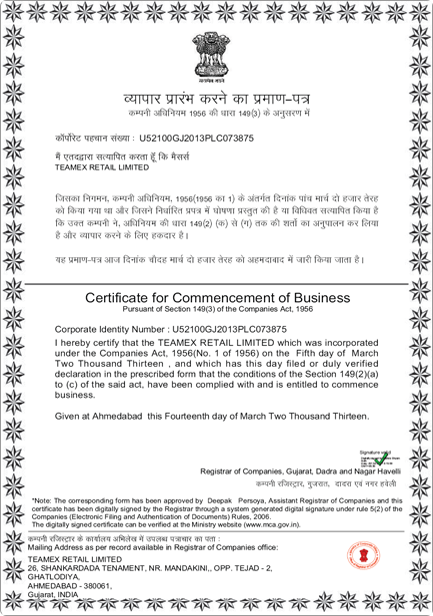 सत्यमेव जयते
व्यापार प्रारंभ करने का प्रमाण-पत्र
कम्पनी अधिनियम 1956 की धारा 149(3) के अनुसरण में
कॉर्पोरेट पहचान संख्या : U52100GJ2013PLC073875
मैं एतद्द्वारा सत्यापित करता हूँ कि मैसर्स
TEAMEX RETAIL LIMITED
जिसका निगमन, कम्पनी अधिनियम, 1956(1956 का 1) के अंतर्गत दिनांक पांच मार्च दो हजार तेरह
को किया गया था और जिसने निर्धारित प्रपत्र में घोषणा प्रस्तुत की है या विधिवत सत्यापित किया है
कि उक्त कम्पनी ने, अधिनियम की धारा 149(2) (क) से (ग) तक की शर्तों का अनुपालन कर लिया
है और व्यापार करने के लिए हकदार है।
यह प्रमाण-पत्र आज दिनांक चौदह मार्च दो हजार तेरह को अहमदाबाद में जारी किया जाता है।
Certificate for Commencement of Business
Pursuant of Section 149(3) of the Companies Act, 1956
Corporate Identity Number : U52100GJ2013PLC073875
I hereby certify that the TEAMEX RETAIL LIMITED which was incorporated
under the Companies Act, 1956(No. 1 of 1956) on the Fifth day of March
Two Thousand Thirteen , and which has this day filed or duly verified
declaration in the prescribed form that the conditions of the Section 149(2)(a)
to (c) of the said act, have been complied with and is entitled to commence
business.
Given at Ahmedabad this Fourteenth day of March Two Thousand Thirteen.
Signature valid
Registrar of Companies, Gujarat, Dadra and Nagar Havelli
कम्पनी रजिस्ट्रार, गुजरात, दादरा एवं नगर हवेली
*Note: The corresponding form has been approved by Deepak Persoya, Assistant Registrar of Companies and this
certificate has been digitally signed by the Registrar through a system generated digital signature under rule 5(2) of the
Companies (Electronic Filing and Authentication of Documents) Rules, 2006.
The digitally signed certificate can be verified at the Ministry website (www.mca.gov.in).
कम्पनी रजिस्ट्रार के कार्यालय अभिलेख में उपलब्ध पत्राचार का पता :
Mailing Address as per record available in Registrar of Companies office:
TEAMEX RETAIL LIMITED
26, SHANKARDADA TENAMENT, NR. MANDAKINI,, OPP. TEJAD - 2,
GHATLODIYA,
AHMEDABAD - 380061,
Gujarat, INDIA